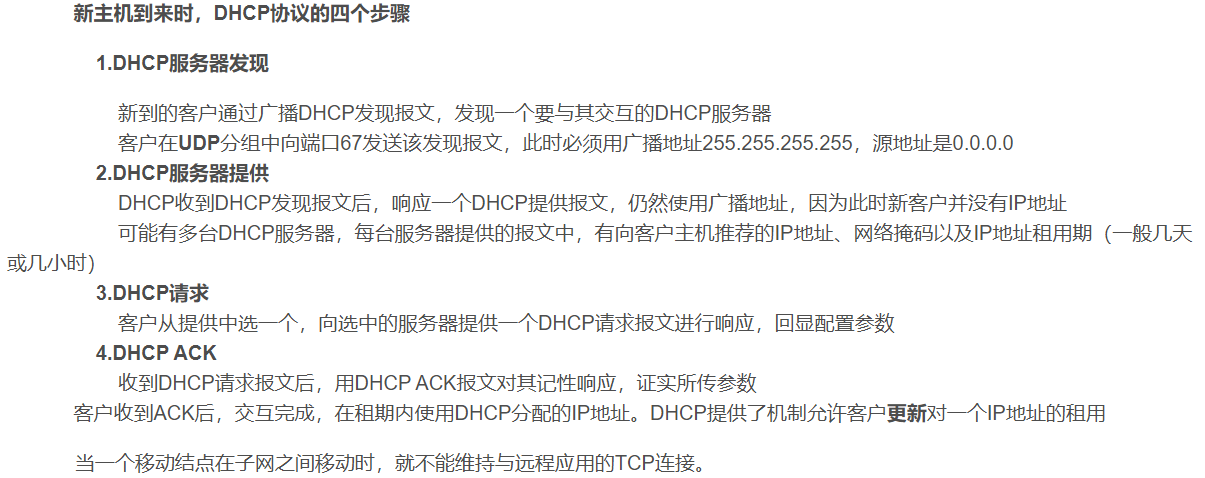 新主机到来时，DHCP协议的四个步骤
1.DHCP服务器发现
新到的客户通过广播DHCP发现报文，发现一个要与其交互的DHCP服务器
客户在UDP分组中向端口67发送该发现报文，此时必须用广播地址255.255.255.255，源地址是0.0.0.0
2.DHCP服务器提供
DHCP收到DHCP发现报文后，响应一个DHCP提供报文，仍然使用广播地址，因为此时新客户并没有IP地址
可能有多台DHCP服务器，每台服务器提供的报文中，有向客户主机推荐的IP地址、网络掩码以及IP地址租用期（一般几天
或几小时）
3.DHCP请求
客户从提供中选一个，向选中的服务器提供一个DHCP请求报文进行响应，回显配置参数
4.DHCP ACK
收到DHCP请求报文后，用DHCP ACK报文对其记性响应，证实所传参数
客户收到ACK后，交互完成，在租期内使用DHCP分配的IP地址。DHCP提供了机制允许客户更新对一个IP地址的租用
当一个移动结点在子网之间移动时，就不能维持与远程应用的TCP连接。